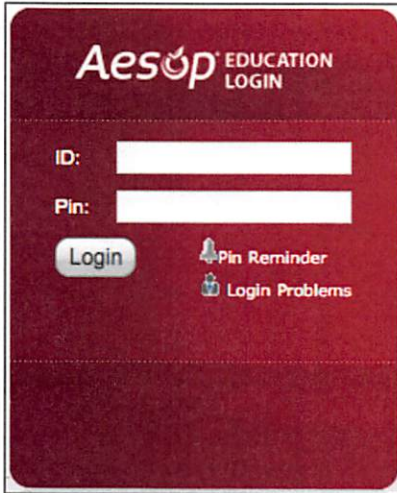 Aesop EDUCATION
LOGIN
ID:
Pin:
Login
Pin Reminder
Login Problems